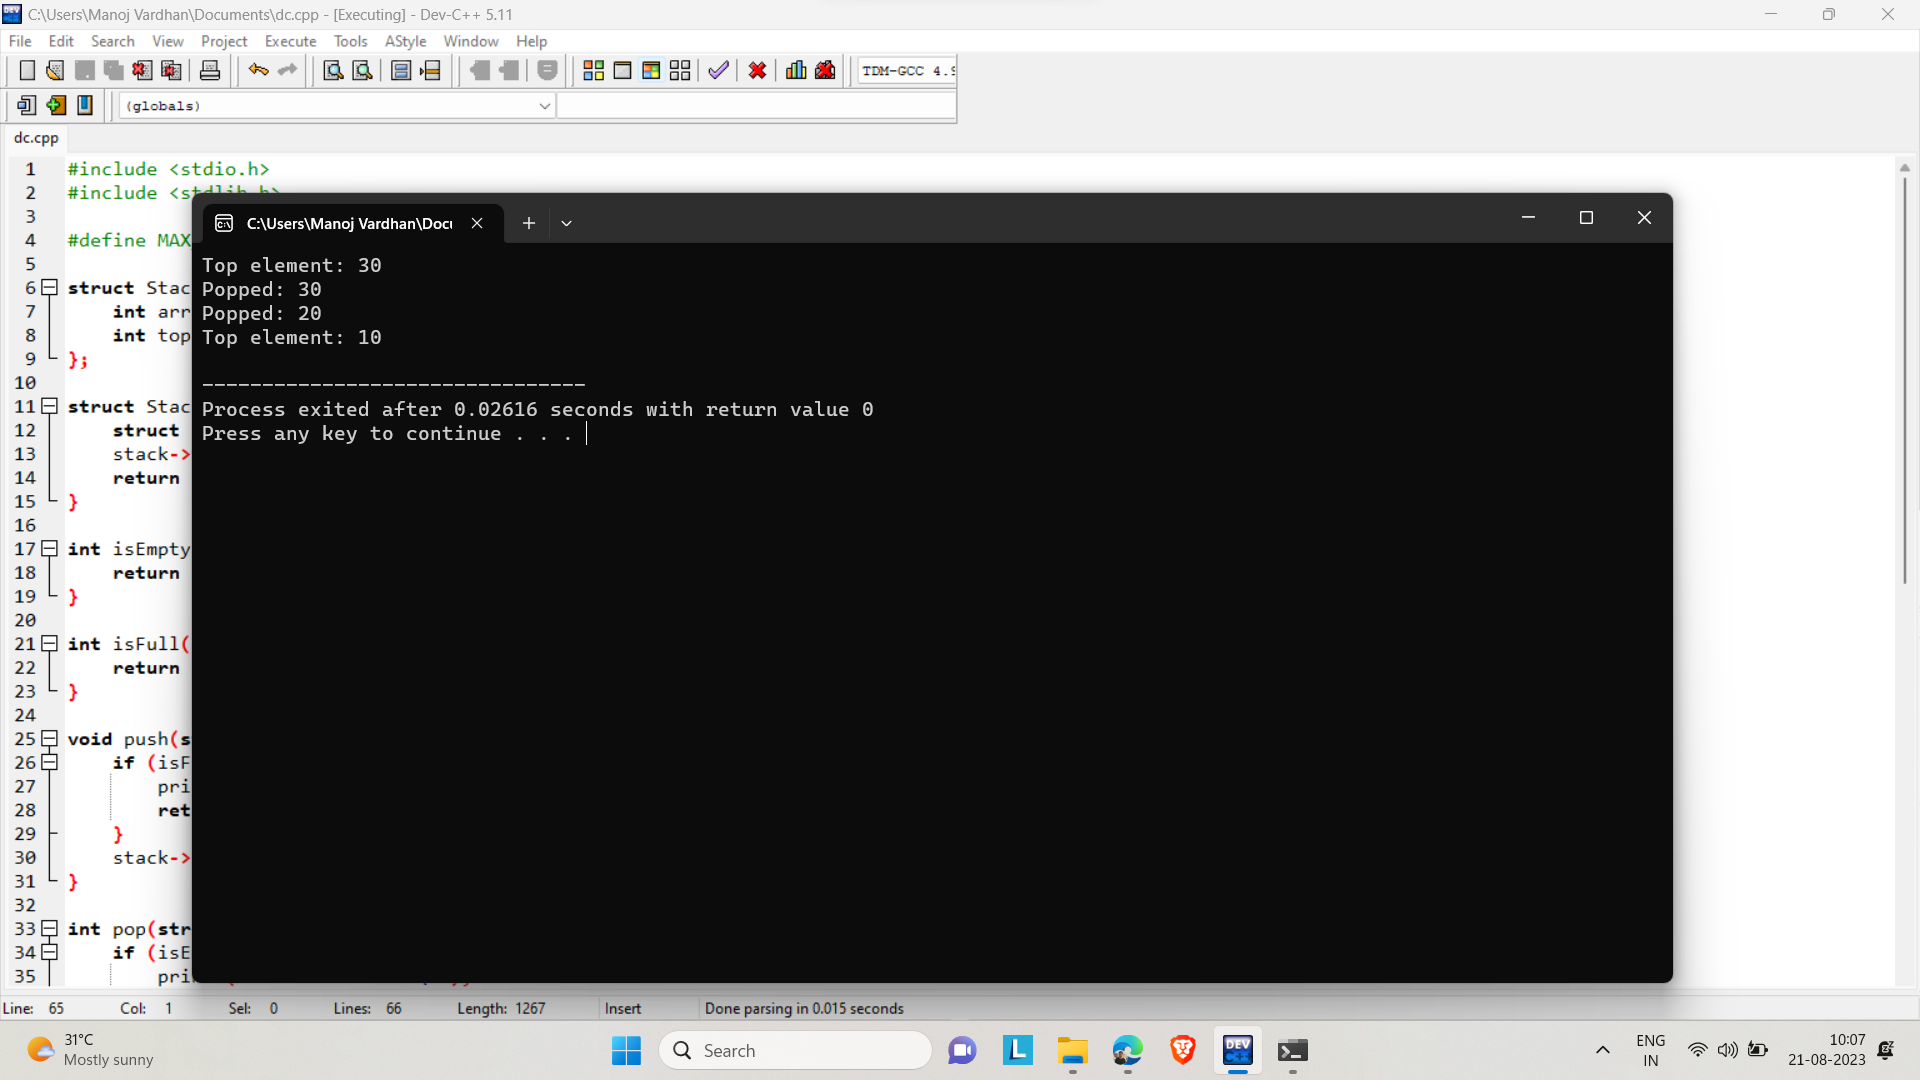 C:\Users\Manoj Vardhan\Documents\dc.cpp - [Executing] - Dev-C++ 5.11
File Edit Search View Project Execute Tools AStyle Window Help
TDM-GCC 4.9
(globals)
dc.cpp
1 #include <stdio.h>
2 #include <stdlib.h>
3
4 #define MAX
5
6 struct Stac
7 int arr
8 int top
9 };
10
11 struct Stac
12 struct
13 stack->
14 return
15 }
16
17 int isEmpty
18 return
19 }
20
21 int isFull(
22 return
23 }
24
25 void push(s
26 if (isF
27 pri
28 ret
29 }
30 stack->
31 }
32
33 int pop(str
34 if (isE
35 pri
C:\Users\Manoj Vardhan\Docu
Top element: 30
Popped: 30
Popped: 20
Top element: 10
--------------------------------
Process exited after 0.02616 seconds with return value 0
Press any key to continue . . .
Line: 65 Col: 1 Sel: 0 Lines: 66 Length: 1267 Insert Done parsing in 0.015 seconds
31°C
Mostly sunny
Search
L
DEV
C++
ENG
IN
10:07
21-08-2023